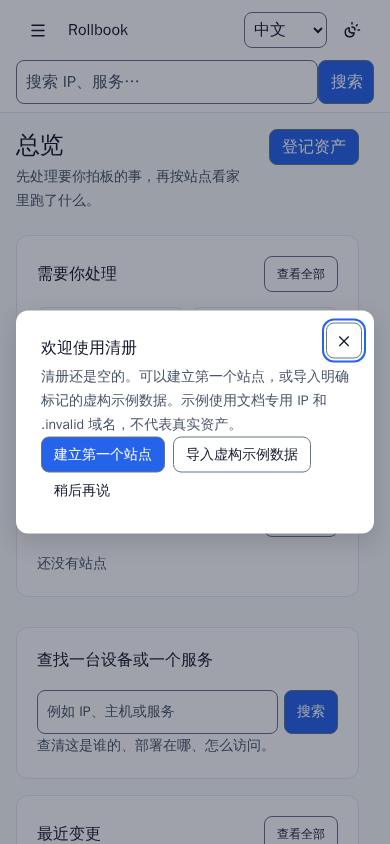 Rollbook
中文
搜索 IP、服务…
搜索
总览
登记资产
先处理要你拍板的事，再按站点看家
里跑了什么。
需要你处理
查看全部
欢迎使用清册
清册还是空的。可以建立第一个站点，或导入明确
标记的虚构示例数据。示例使用文档专用 IP 和
.invalid 域名，不代表真实资产。
建立第一个站点
导入虚构示例数据
稍后再说
还没有站点
查找一台设备或一个服务
例如 IP、主机或服务
搜索
查清这是谁的、部署在哪、怎么访问。
最近变更
查看全部